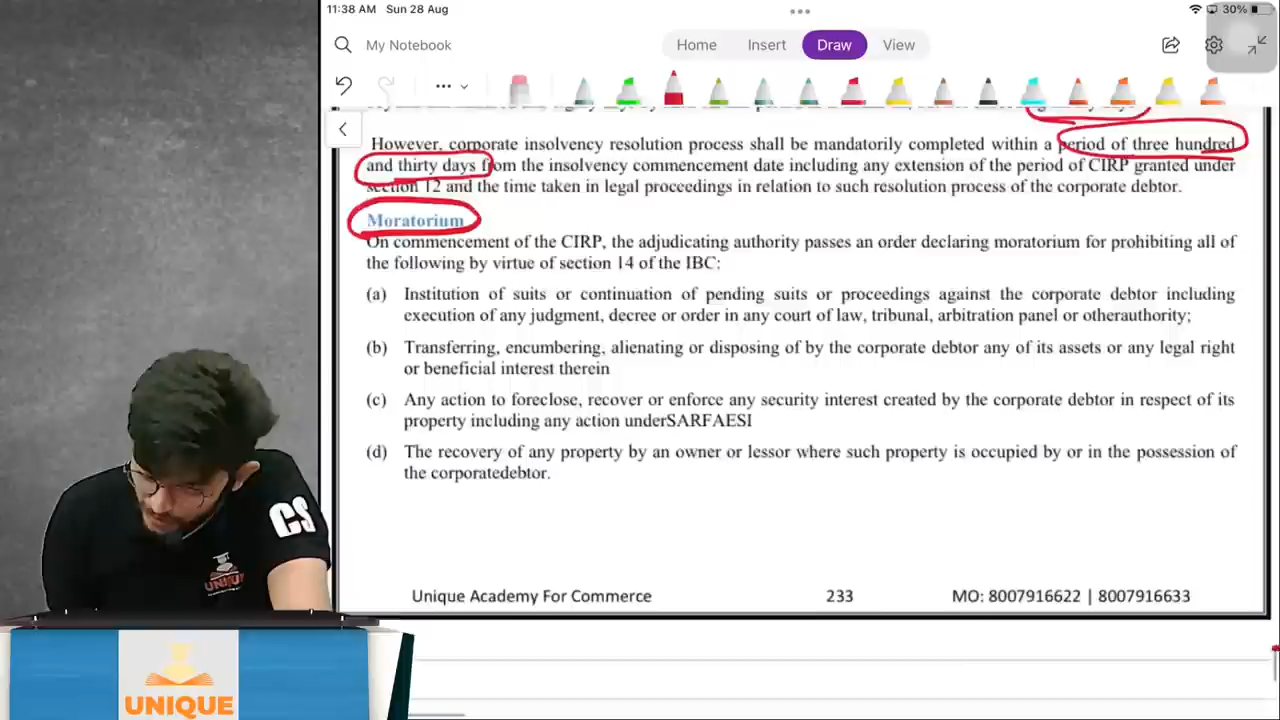 11:38 AM Sun 28 Aug
30%
My Notebook
Home Insert Draw View
However, corporate insolvency resolution process shall be mandatorily completed within a period of three hundred
and thirty days from the insolvency commencement date including any extension of the period of CIRP granted under
section 12 and the time taken in legal proceedings in relation to such resolution process of the corporate debtor.
Moratorium
On commencement of the CIRP, the adjudicating authority passes an order declaring moratorium for prohibiting all of
the following by virtue of section 14 of the IBC:
(a) Institution of suits or continuation of pending suits or proceedings against the corporate debtor including
execution of any judgment, decree or order in any court of law, tribunal, arbitration panel or otherauthority;
(b) Transferring, encumbering, alienating or disposing of by the corporate debtor any of its assets or any legal right
or beneficial interest therein
(c) Any action to foreclose, recover or enforce any security interest created by the corporate debtor in respect of its
property including any action underSARFAESI
(d) The recovery of any property by an owner or lessor where such property is occupied by or in the possession of
the corporatedebtor.
CS
UNIQUE
Unique Academy For Commerce 233 MO: 8007916622 | 8007916633
UNIQUE